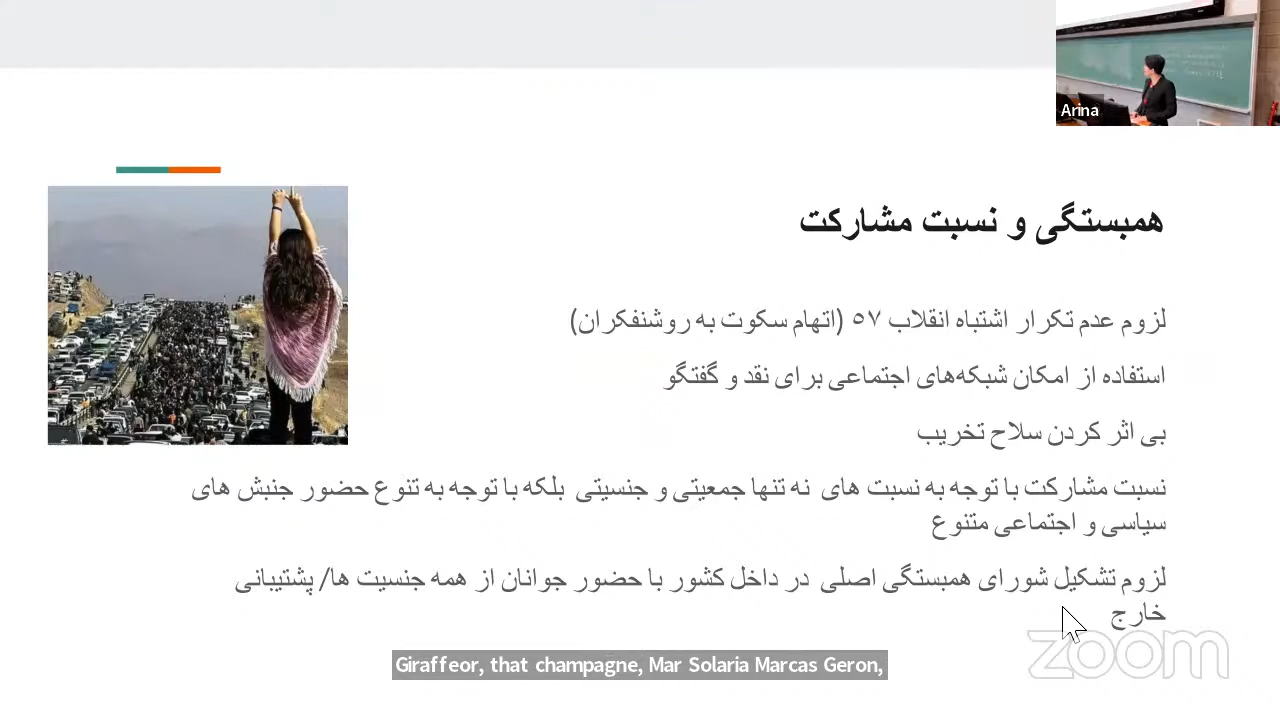 Arina
همبستگی و نسبت مشارکت
لزوم عدم تکرار اشتباه انقلاب ۵۷ (اتهام سکوت به روشنفکران)
استفاده از امکان شبکه‌های اجتماعی برای نقد و گفتگو
بی اثر کردن سلاح تخریب
نسبت مشارکت با توجه به نسبت های نه تنها جمعیتی و جنسیتی بلکه با توجه به تنوع حضور جنبش های
سیاسی و اجتماعی متنوع
لزوم تشکیل شورای همبستگی اصلی در داخل کشور با حضور جوانان از همه جنسیت ها/ پشتیبانی
خارج
zoom
Giraffeor, that champagne, Mar Solaria Marcas Geron,